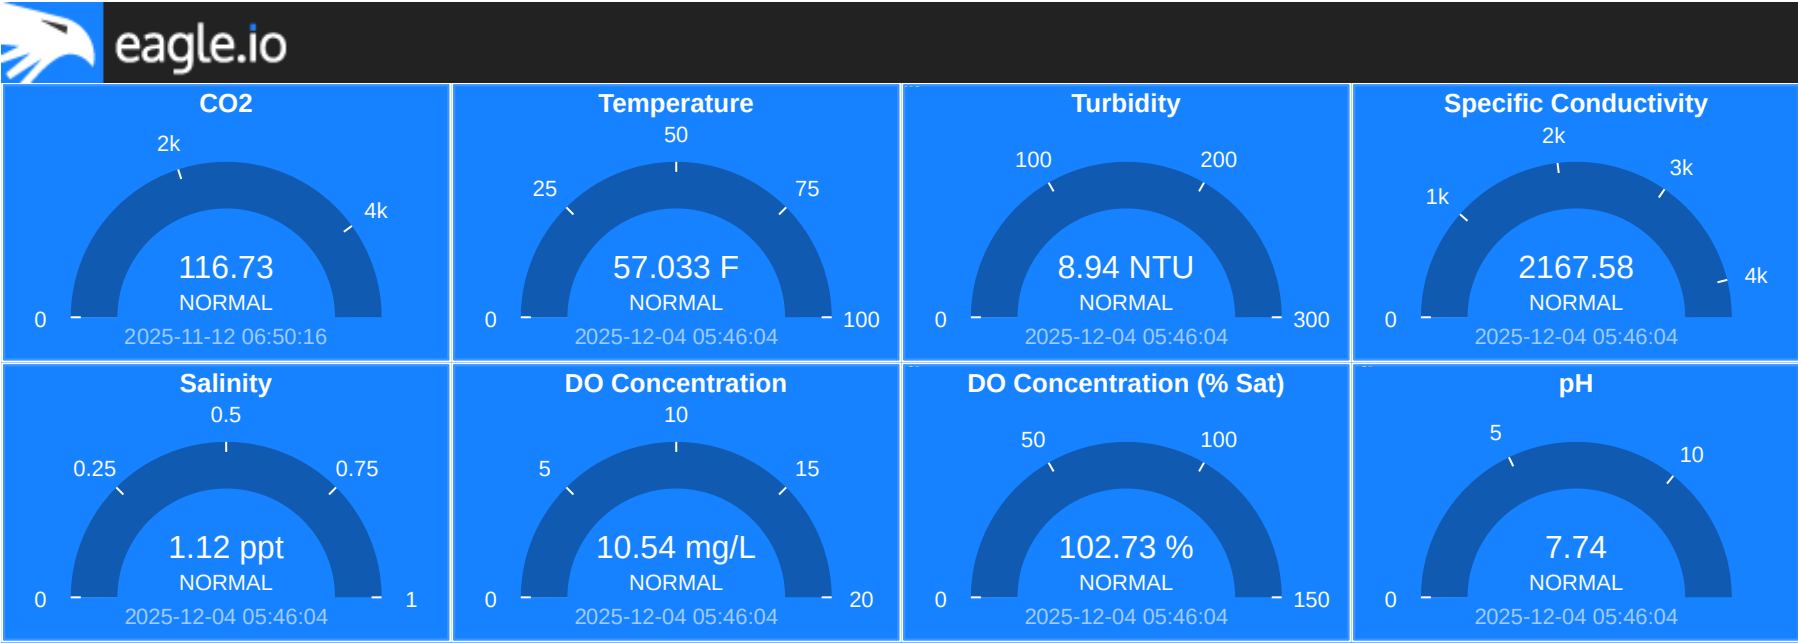 eagle.io
CO2
2k
4k
116.73
NORMAL
0
2025-11-12 06:50:16
Temperature
50
25
75
57.033 F
NORMAL
0
100
2025-12-04 05:46:04
Turbidity
100
200
8.94 NTU
NORMAL
0
300
2025-12-04 05:46:04
Specific Conductivity
2k
3k
1k
4k
2167.58
NORMAL
0
2025-12-04 05:46:04
Salinity
0.5
0.25
0.75
1.12 ppt
NORMAL
0
1
2025-12-04 05:46:04
DO Concentration
10
5
15
10.54 mg/L
NORMAL
0
20
2025-12-04 05:46:04
DO Concentration (% Sat)
50
100
102.73 %
NORMAL
0
150
2025-12-04 05:46:04
pH
5
10
7.74
NORMAL
0
2025-12-04 05:46:04